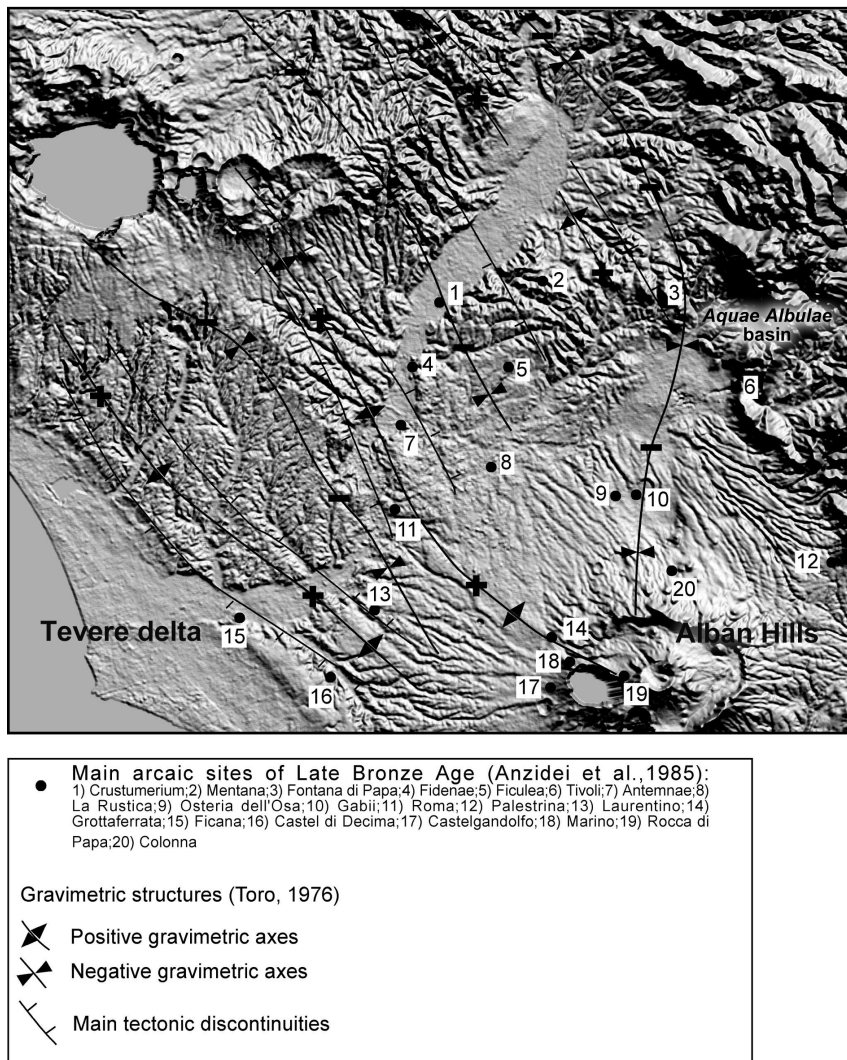 1
2
3
Aquae Albulae
basin
4
5
6
7
8
9
10
11
12
13
20
Tevere delta
15
14
Alban Hills
18
16
17
19
Main arcaic sites of Late Bronze Age (Anzidei et al.,1985):
1) Crustumerium;2) Mentana;3) Fontana di Papa;4) Fidenae;5) Ficulea;6) Tivoli;7) Antemnae;8)
La Rustica;9) Osteria dell'Osa;10) Gabii;11) Roma;12) Palestrina;13) Laurentino;14)
Grottaferrata;15) Ficana;16) Castel di Decima;17) Castelgandolfo;18) Marino;19) Rocca di
Papa;20) Colonna
Gravimetric structures (Toro, 1976)
Positive gravimetric axes
Negative gravimetric axes
Main tectonic discontinuities